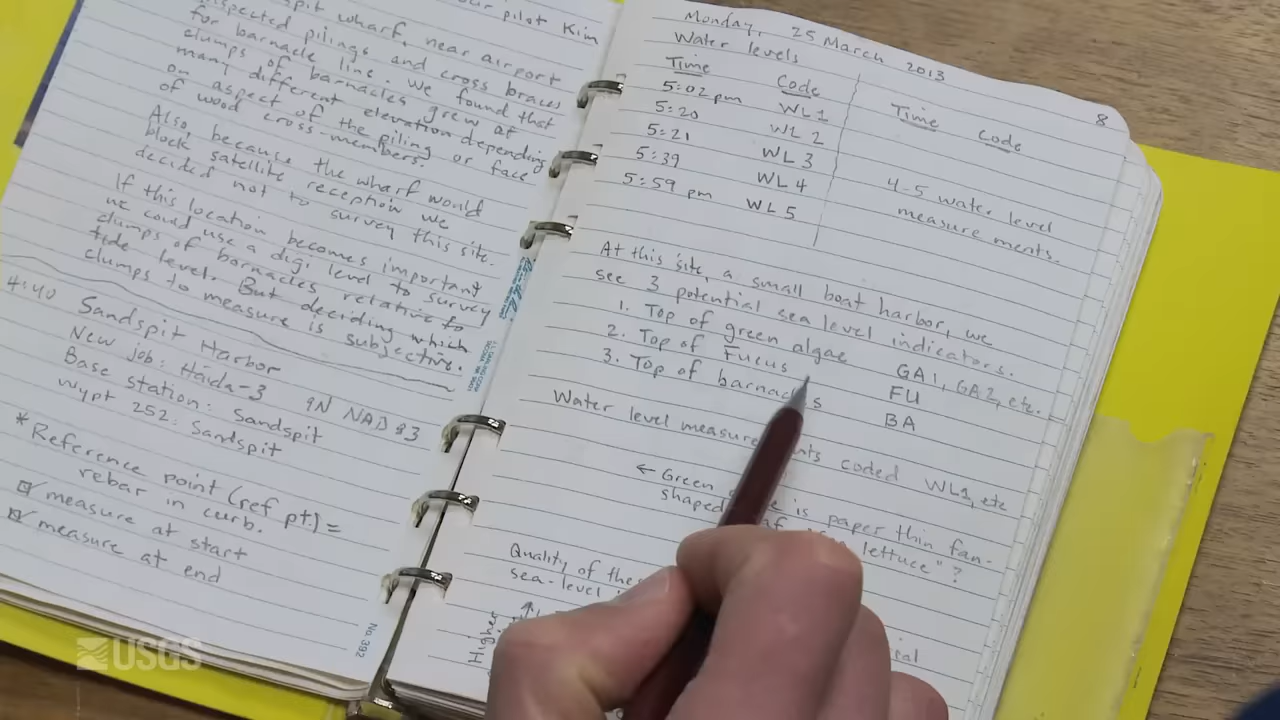 our pilot Kim
spit wharf, near airport
inspected pilings and cross braces
for barnacle line. We found that
clumps of barnacles grew at
many different elevation depending
on aspect of the piling or face
of wood cross-members.
Also, because the wharf would
block satellite reception we
decided not to survey this site.
If this location becomes important
we could use a digi level to survey
clumps of barnacles relative to
tide level. But deciding which
clumps to measure is subjective.
4:40 Sandspit Harbor
New job: Haida-3 9N NAD 83
Base station: Sandspit
Wypt 252: Sandspit
*Reference point (ref pt.) =
rebar in curb.
measure at start
measure at end
No. 392
USGS
Monday, 25 March 2013
8
Water levels
Time Code Time Code
5:02 pm WL 1
5:20 WL 2
5:21 WL 3
5:39 WL 4
5:59 pm WL 5
4-5 water level
measurements.
At this site, a small boat harbor, we
see 3 potential sea level indicators.
1. Top of green algae GA1, GA2, etc.
2. Top of Fucus FU
3. Top of barnacles BA
Water level measurements coded WL1, etc
← Green is paper thin fan-
shaped lettuce"?
Quality of the
sea-level
Higher